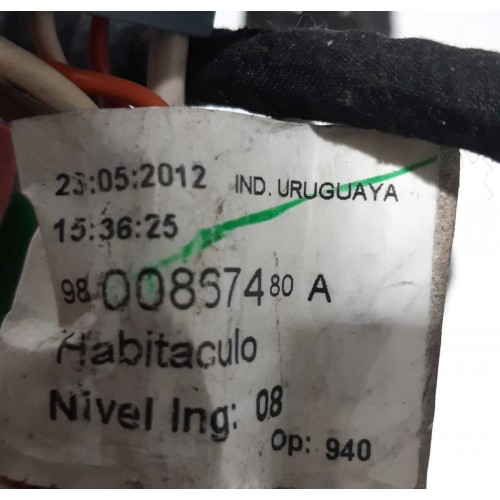 23:05:2012 IND. URUGUAYA
15:36:25
98 008674 80 A
Habitaculo
Nivel Ing: 08
Op: 940